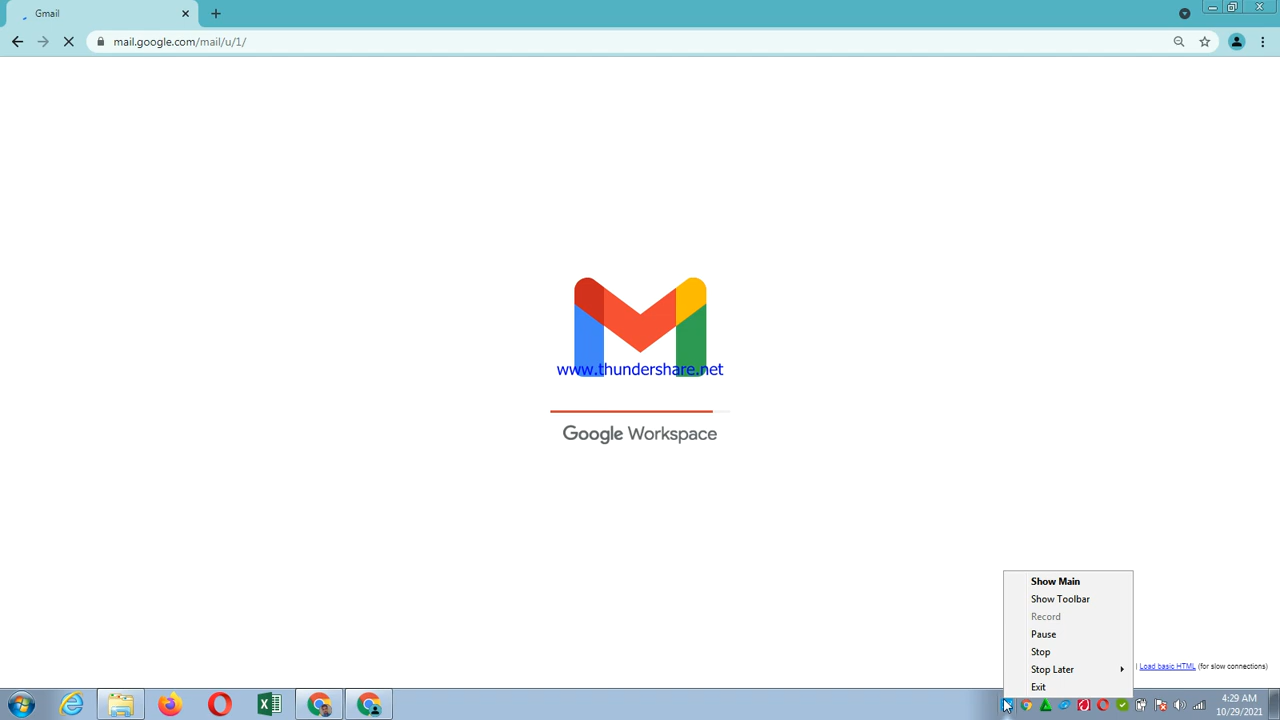 Gmail
mail.google.com/mail/u/1/
www.thundershare.net
Google Workspace
Show Main
Show Toolbar
Record
Pause
Stop
Stop Later
Exit
| Load basic HTML (for slow connections)
4:29 AM
10/29/2021